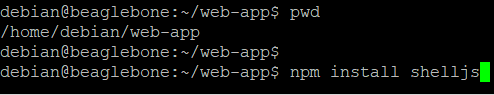 debian@beaglebone:~/web-app$ pwd
/home/debian/web-app
debian@beaglebone:~/web-app$
debian@beaglebone:~/web-app$ npm install shelljs